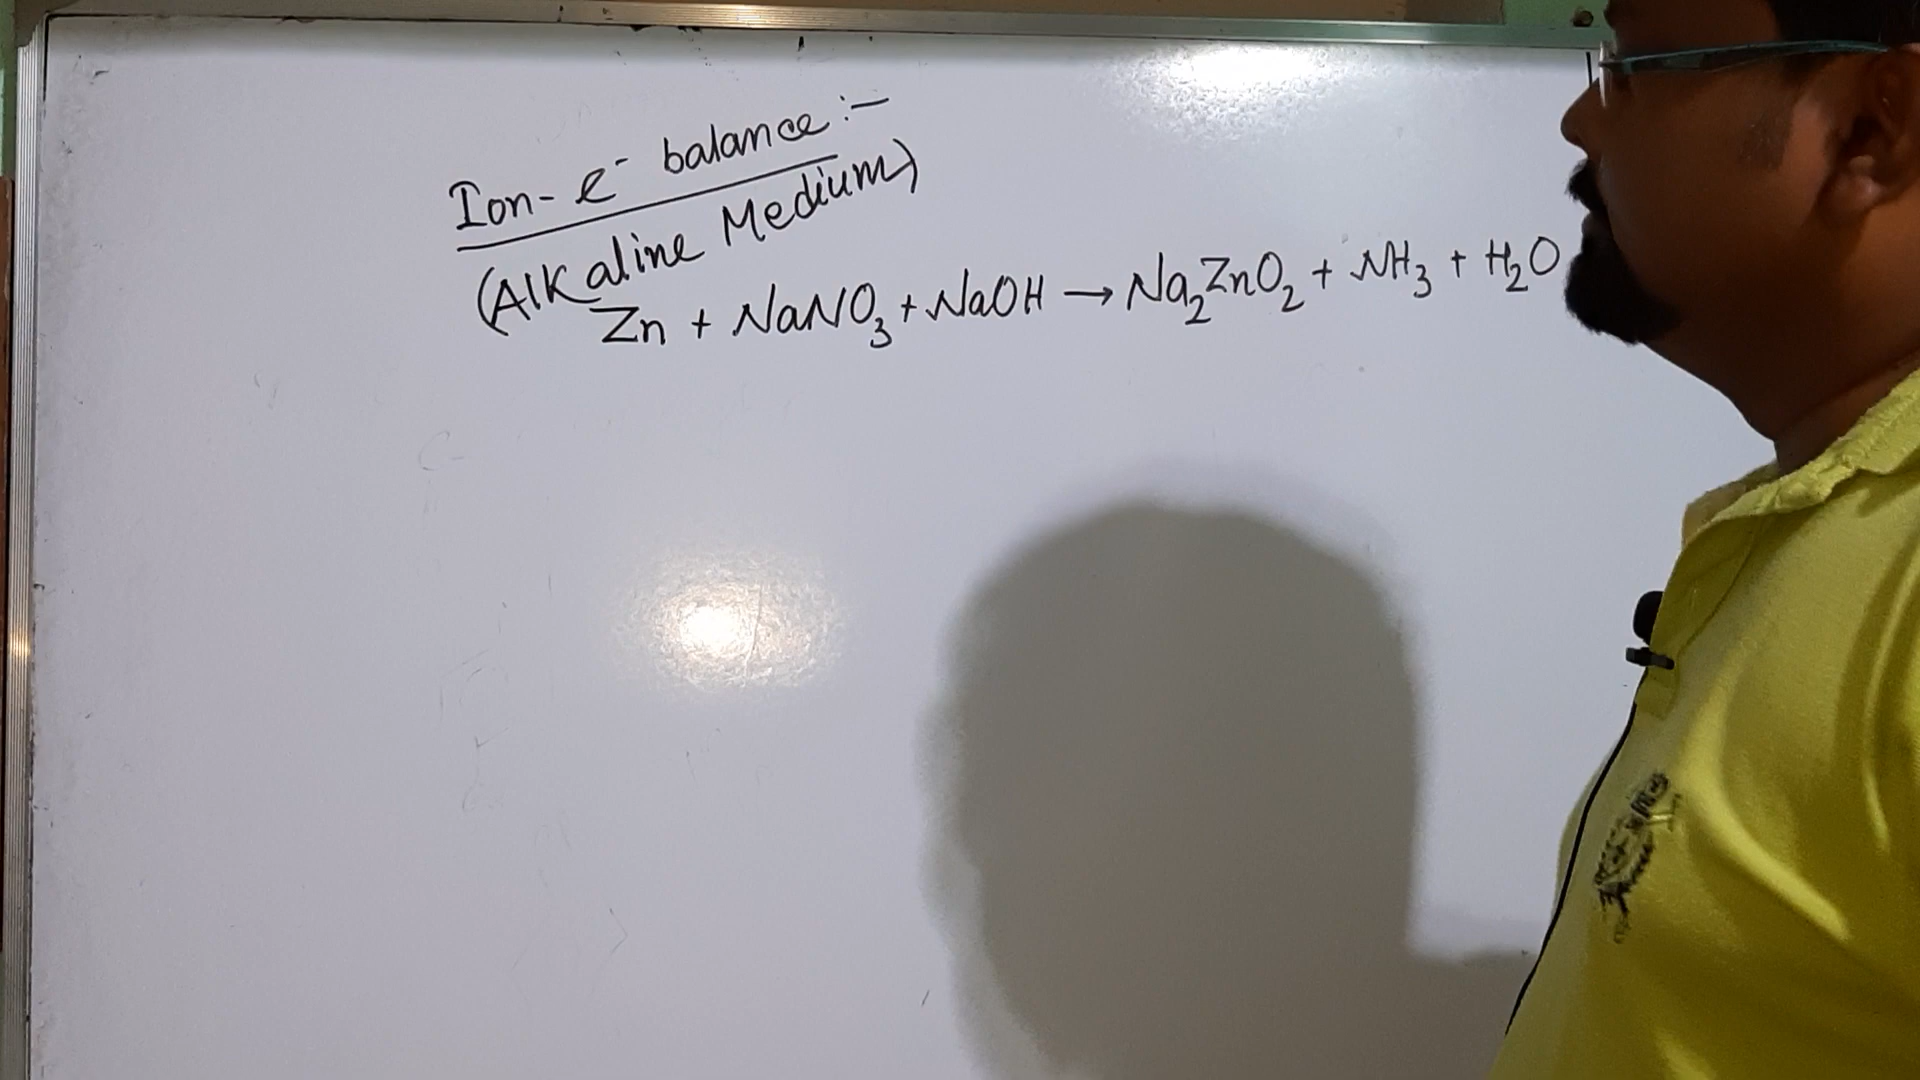 Ion-e⁻ balance:-
(Alkaline Medium)
Zn + NaNO₃ + NaOH → Na₂ZnO₂ + NH₃ + H₂O